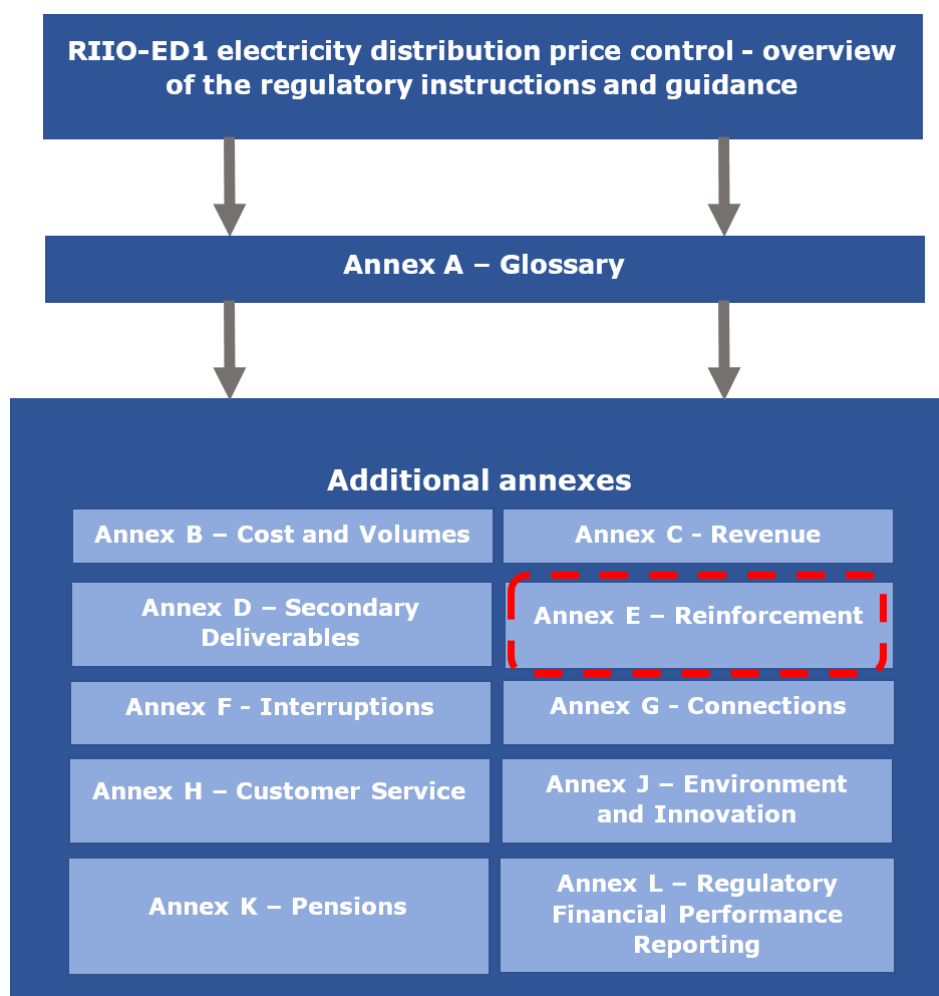 RIIO-ED1 electricity distribution price control - overview
of the regulatory instructions and guidance
Annex A – Glossary
Additional annexes
Annex B – Cost and Volumes
Annex C - Revenue
Annex D – Secondary
Deliverables
Annex E – Reinforcement
Annex F - Interruptions
Annex G - Connections
Annex H – Customer Service
Annex J – Environment
and Innovation
Annex K – Pensions
Annex L – Regulatory
Financial Performance
Reporting